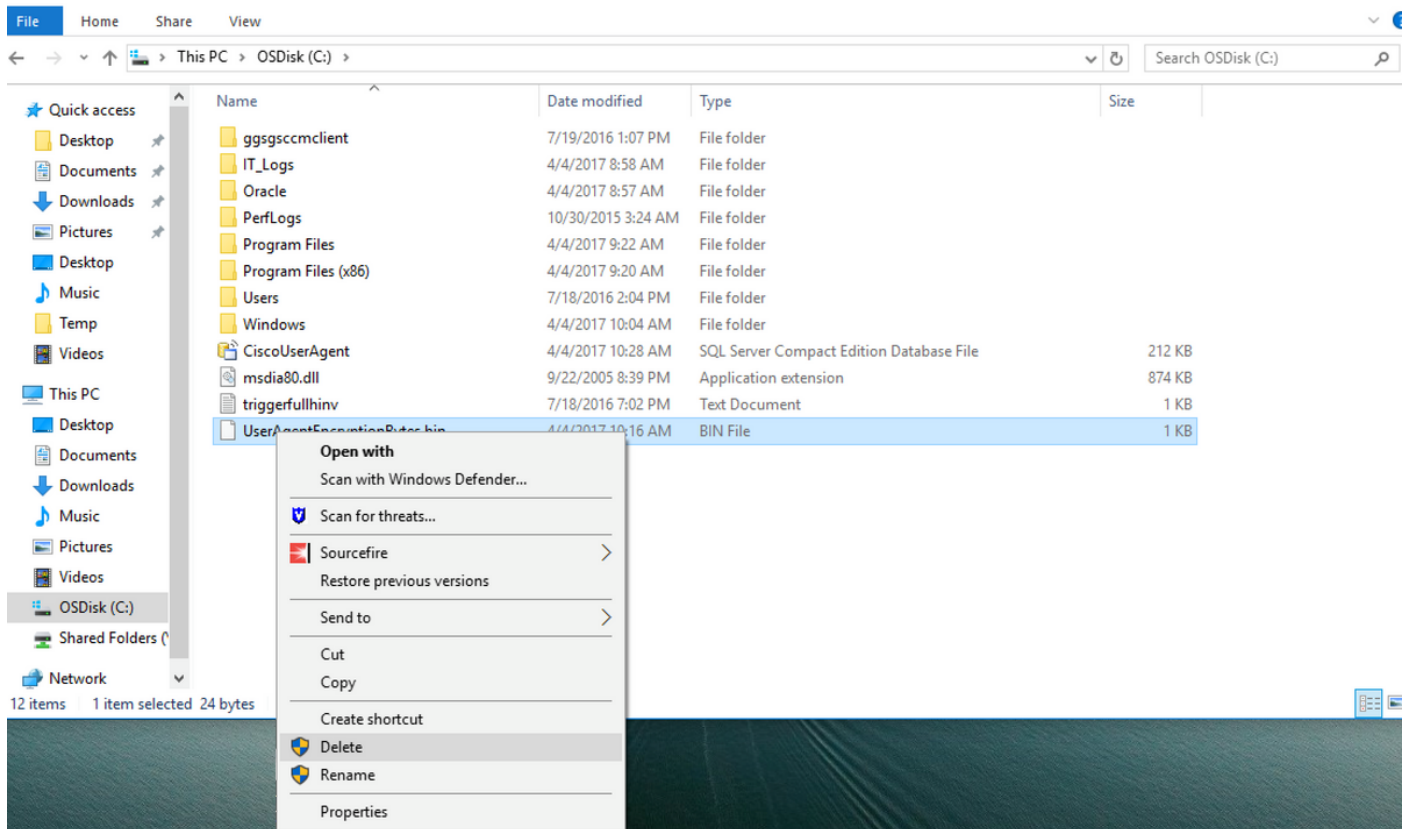 File Home Share View
This PC > OSDisk (C:) >
Search OSDisk (C:)
Quick access
Desktop
Documents
Downloads
Pictures
Desktop
Music
Temp
Videos
This PC
Desktop
Documents
Downloads
Music
Pictures
Videos
OSDisk (C:)
Shared Folders (
Network
Name Date modified Type Size
ggsgsccmclient 7/19/2016 1:07 PM File folder
IT_Logs 4/4/2017 8:58 AM File folder
Oracle 4/4/2017 8:57 AM File folder
PerfLogs 10/30/2015 3:24 AM File folder
Program Files 4/4/2017 9:22 AM File folder
Program Files (x86) 4/4/2017 9:20 AM File folder
Users 7/18/2016 2:04 PM File folder
Windows 4/4/2017 10:04 AM File folder
CiscoUserAgent 4/4/2017 10:28 AM SQL Server Compact Edition Database File 212 KB
msdia80.dll 9/22/2005 8:39 PM Application extension 874 KB
triggerfullhinv 7/18/2016 7:02 PM Text Document 1 KB
UserAgentEncryptionBytes.bin 4/4/2017 10:16 AM BIN File 1 KB
Open with
Scan with Windows Defender...
Scan for threats...
Sourcefire
Restore previous versions
Send to
Cut
Copy
Create shortcut
Delete
Rename
Properties
12 items 1 item selected 24 bytes